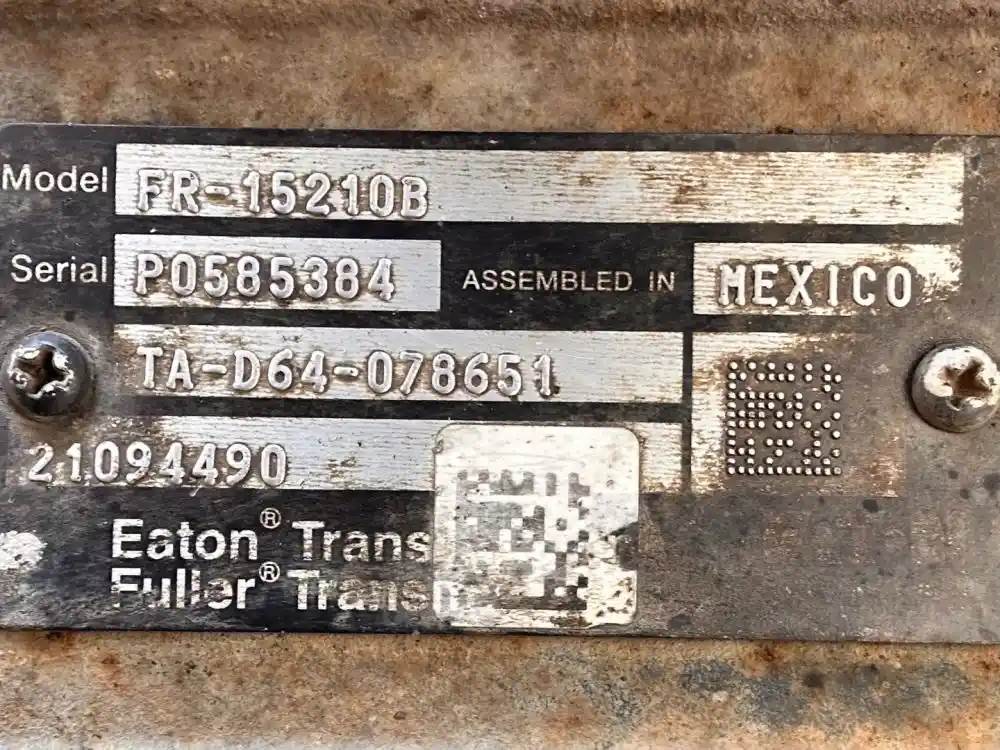 Model FR-15210B
Serial P0585384 ASSEMBLED IN MEXICO
TA-D64-078651
21094490
Eaton® Trans
Fuller® Trans